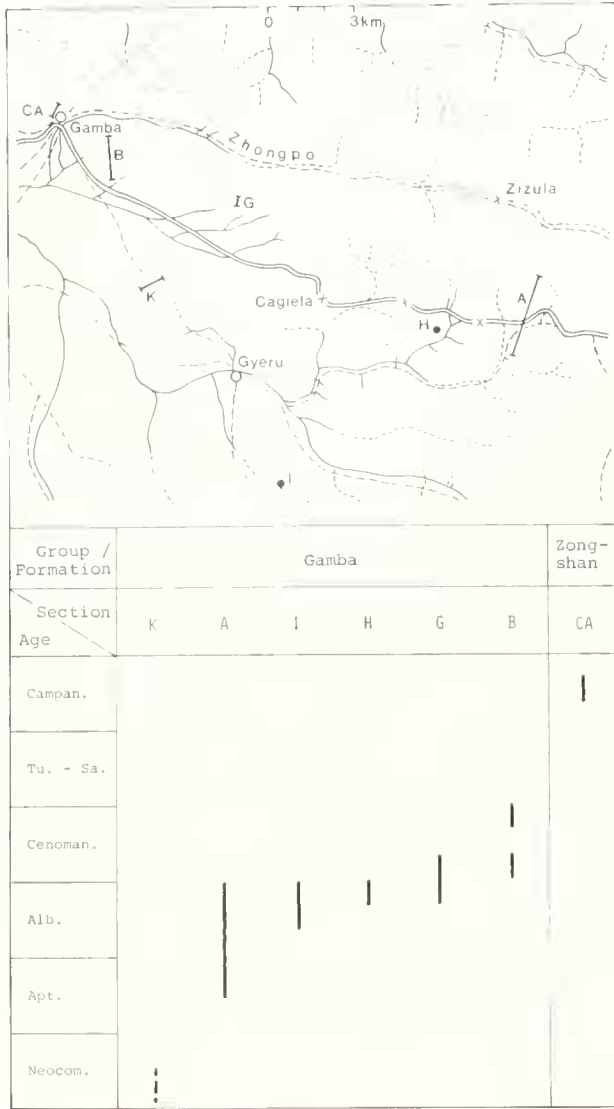 0 3km
CA
Gamba
B
Zhongpo
Zizula
IG
K
Cagiela
A
H
Gyeru
I
Group / Formation
Gamba
Zong-
shan
Section
Age
K A I H G B CA
Campan.
Tu. - Sa.
Cenoman.
Alb.
Apt.
Neocom.